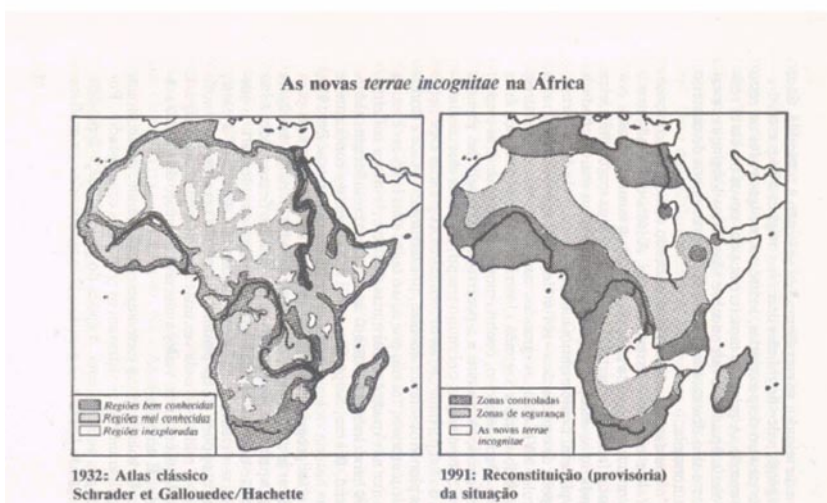 As novas terrae incognitae na África
Regiões bem conhecidas
Regiões mal conhecidas
Regiões inexploradas
Zonas controladas
Zonas de segurança
As novas terrae
incognitae
1932: Atlas clássico
Schrader et Gallouedec/Hachette
1991: Reconstituição (provisória)
da situação